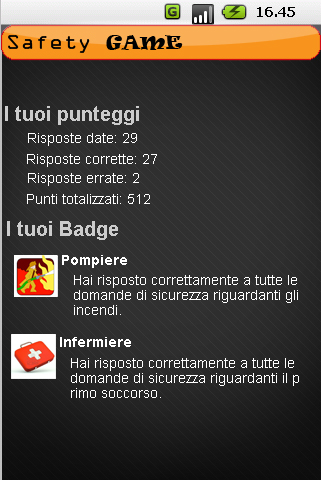 G 16.45
Safety GAME
I tuoi punteggi
Risposte date: 29
Risposte corrette: 27
Risposte errate: 2
Punti totalizzati: 512
I tuoi Badge
Pompiere
Hai risposto correttamente a tutte le
domande di sicurezza riguardanti gli
incendi.
Infermiere
Hai risposto correttamente a tutte le
domande di sicurezza riguardanti il p
rimo soccorso.